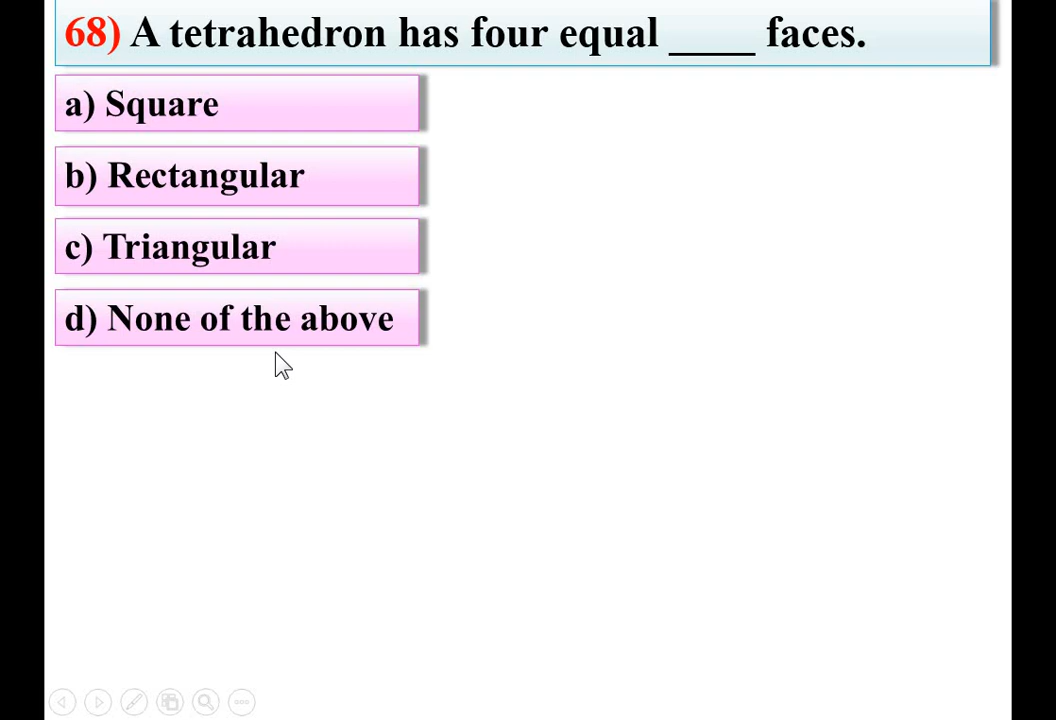 68) A tetrahedron has four equal _____ faces.
a) Square
b) Rectangular
c) Triangular
d) None of the above